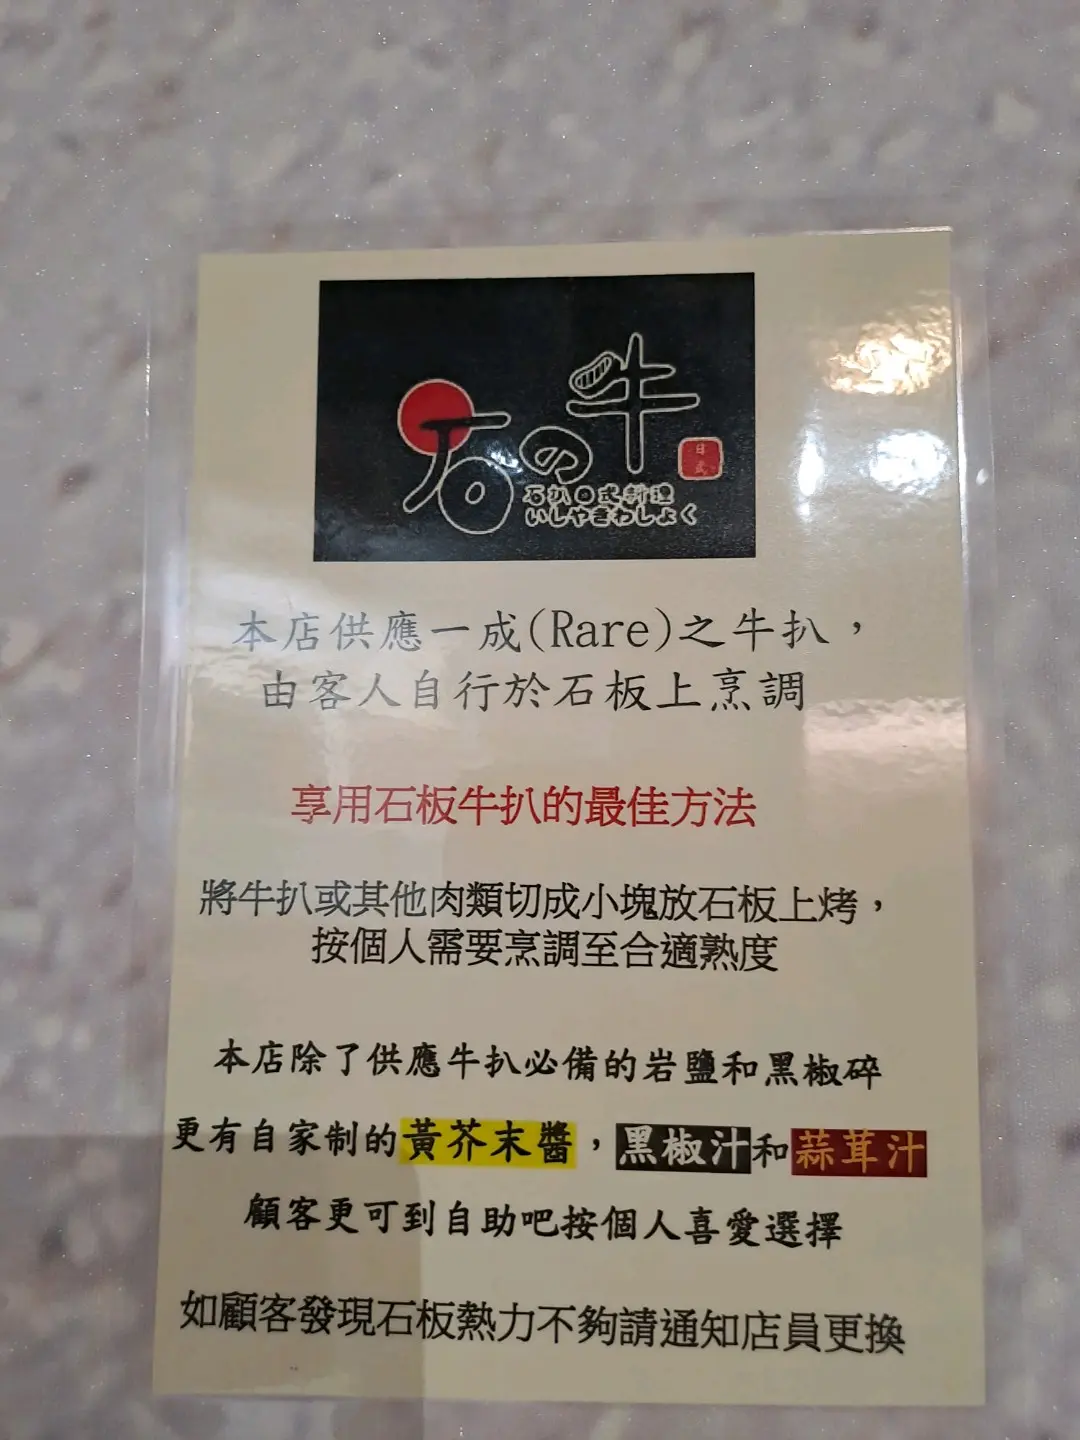 石の牛
日式
石扒日式料理
いしやきわしょく
本店供應一成(Rare)之牛扒，
由客人自行於石板上烹調
享用石板牛扒的最佳方法
將牛扒或其他肉類切成小塊放石板上烤，
按個人需要烹調至合適熟度
本店除了供應牛扒必備的岩鹽和黑椒碎
更有自家制的黃芥末醬，黑椒汁和蒜茸汁
顧客更可到自助吧按個人喜愛選擇
如顧客發現石板熱力不夠請通知店員更換